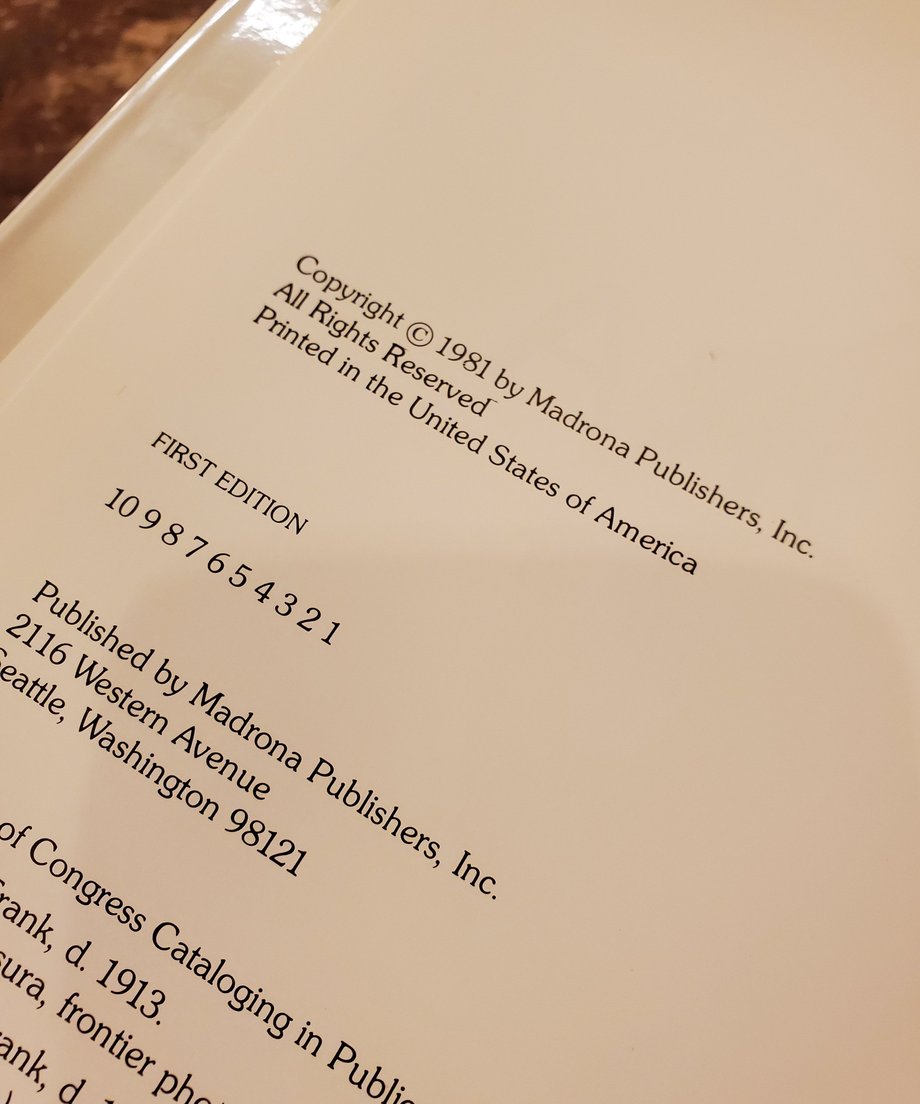 Copyright © 1981 by Madrona Publishers, Inc.
All Rights Reserved
Printed in the United States of America
FIRST EDITION
10 9 8 7 6 5 4 3 2 1
Published by Madrona Publishers, Inc.
2116 Western Avenue
Seattle, Washington 98121
of Congress Cataloging in
d. 1913.
frontier
d.